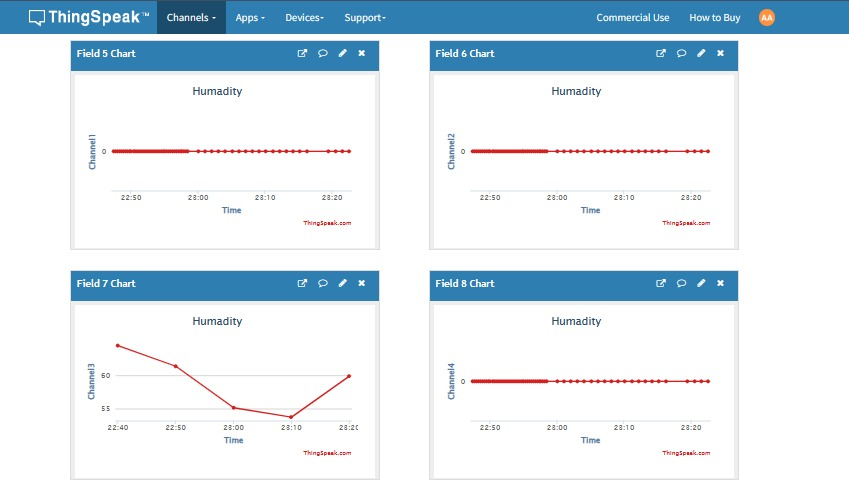 ThingSpeak™ Channels Apps Devices Support Commercial Use How to Buy AA
Field 5 Chart
Humadity
Channel1
0
22:50 23:00 23:10 23:20
Time
ThingSpeak.com
Field 6 Chart
Humadity
Channel2
0
22:50 23:00 23:10 23:20
Time
ThingSpeak.com
Field 7 Chart
Humadity
Channel3
60
55
22:40 22:50 23:00 23:10 23:20
Time
ThingSpeak.com
Field 8 Chart
Humadity
Channel4
0
22:50 23:00 23:10 23:20
Time
ThingSpeak.com